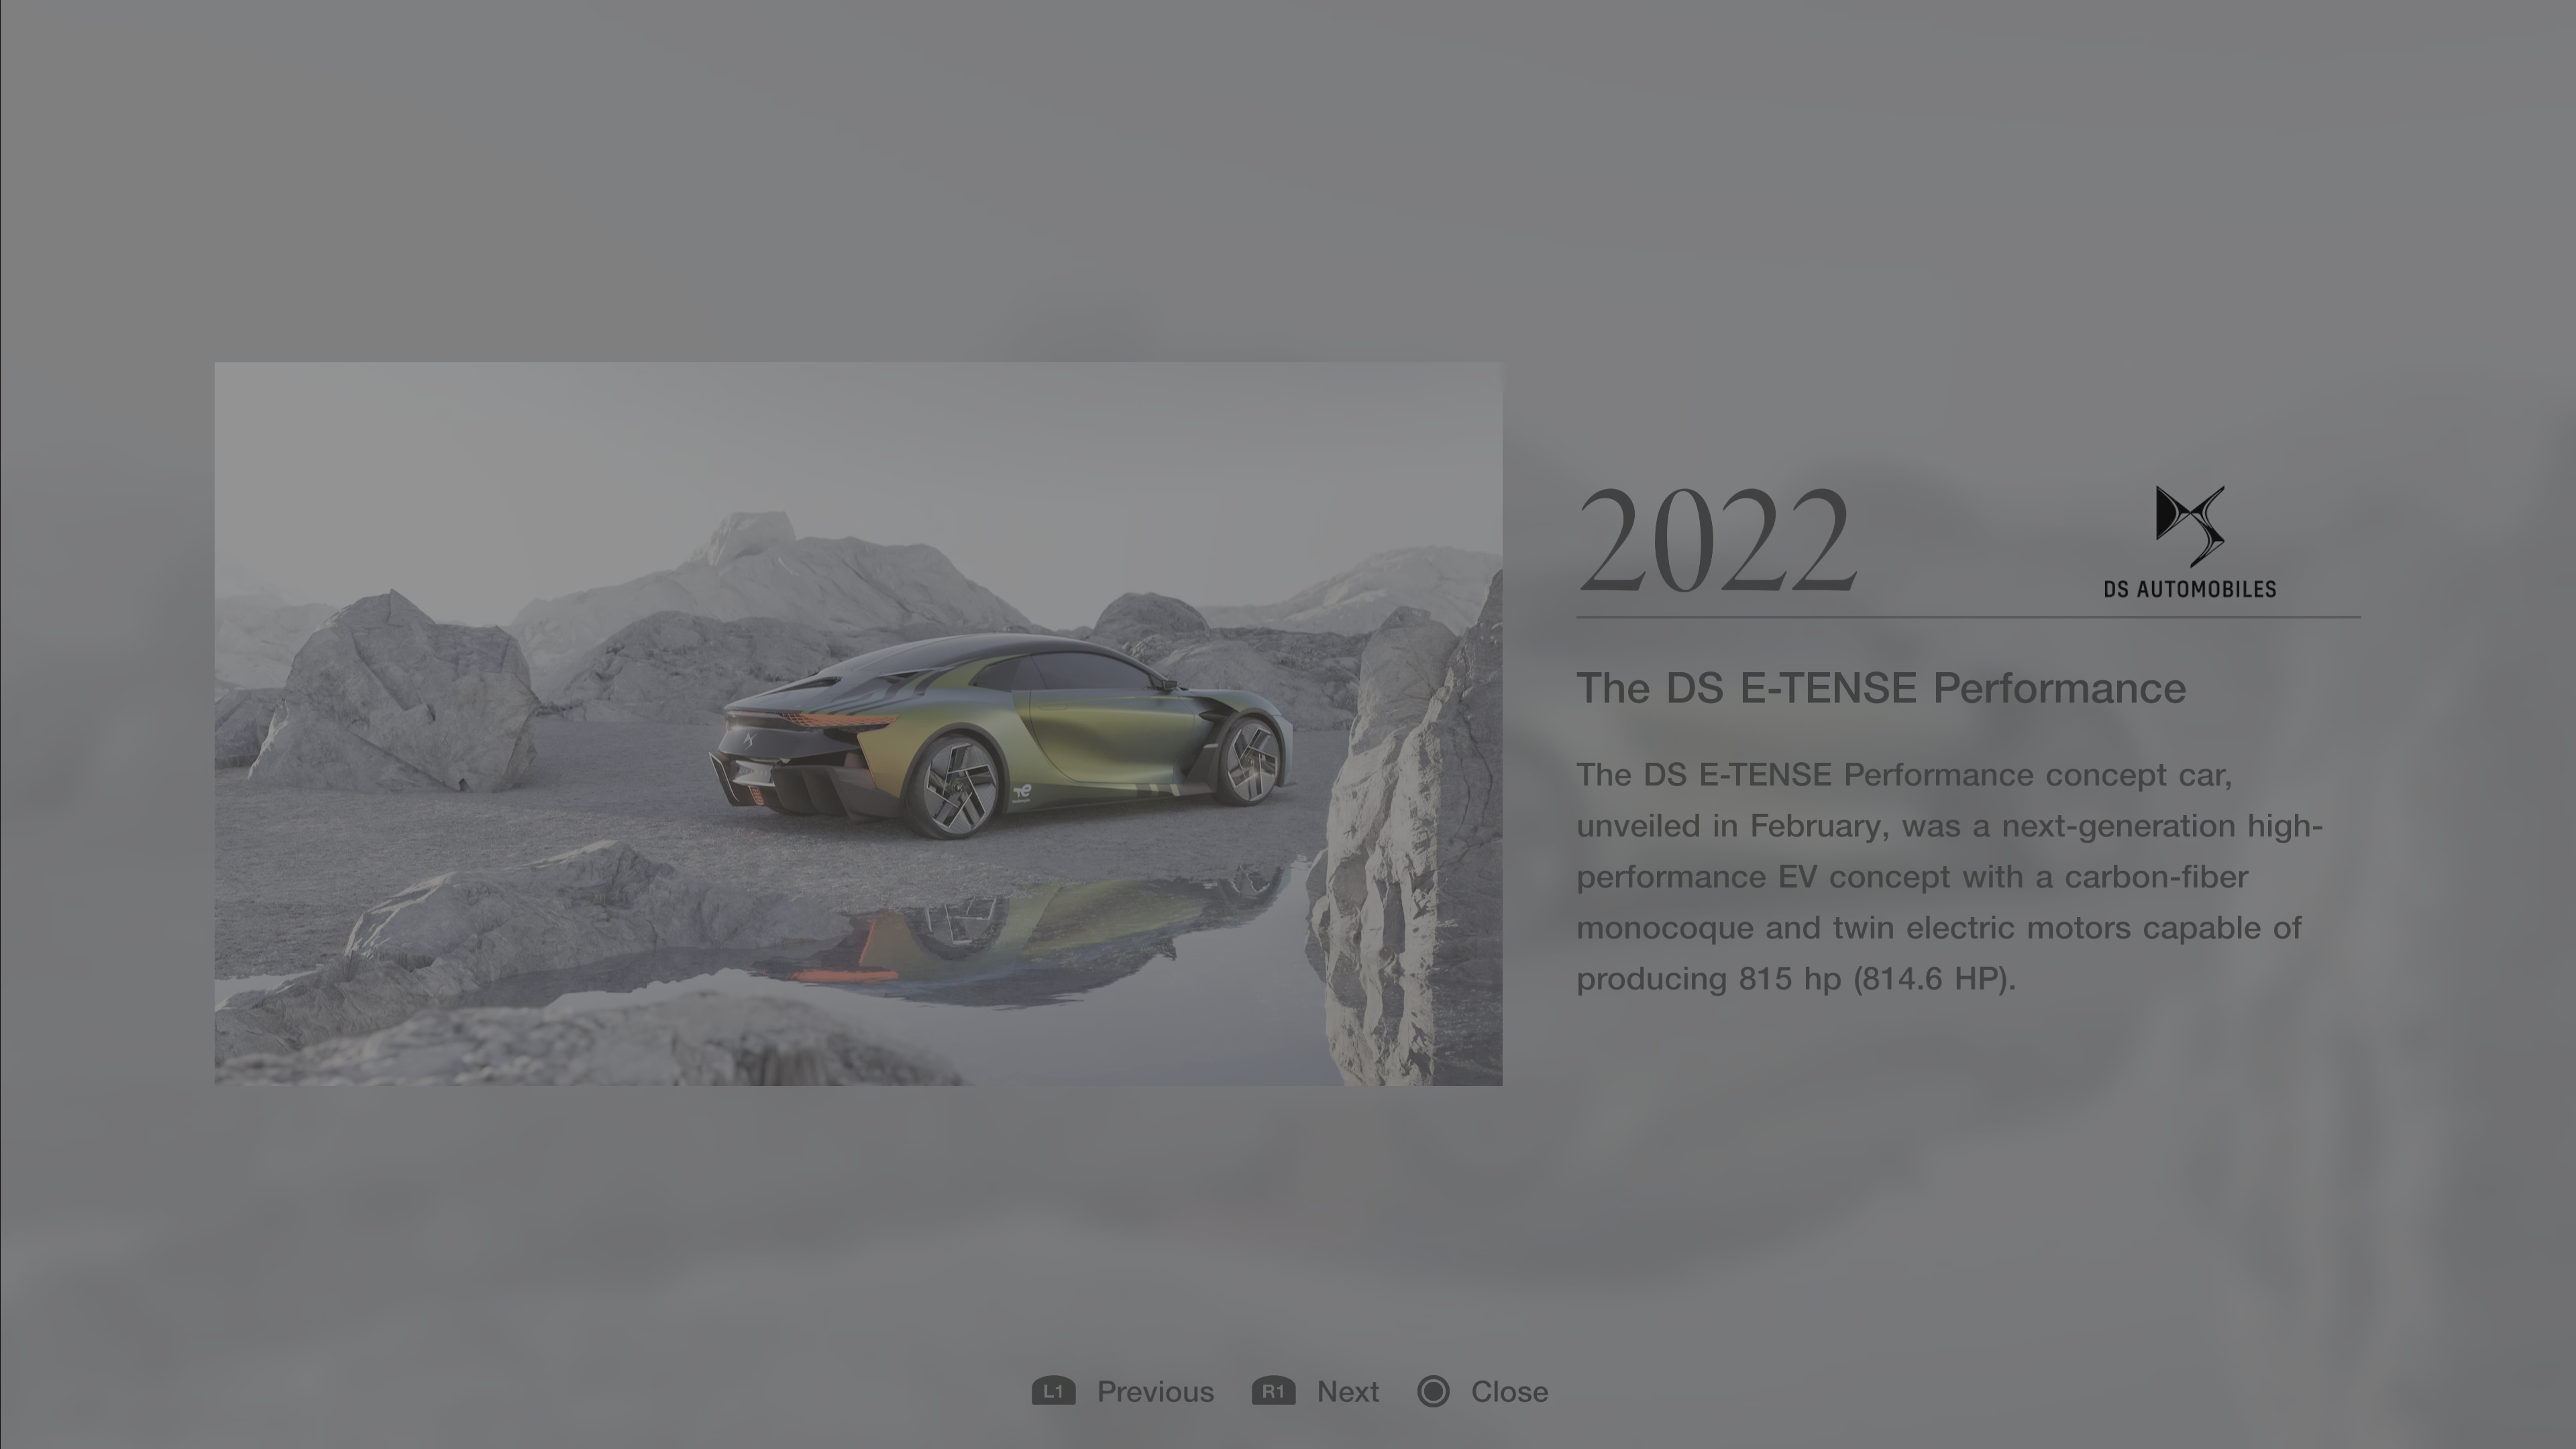 2022
DS AUTOMOBILES
The DS E-TENSE Performance
The DS E-TENSE Performance concept car,
unveiled in February, was a next-generation high-
performance EV concept with a carbon-fiber
monocoque and twin electric motors capable of
producing 815 hp (814.6 HP).
L1 Previous R1 Next Close